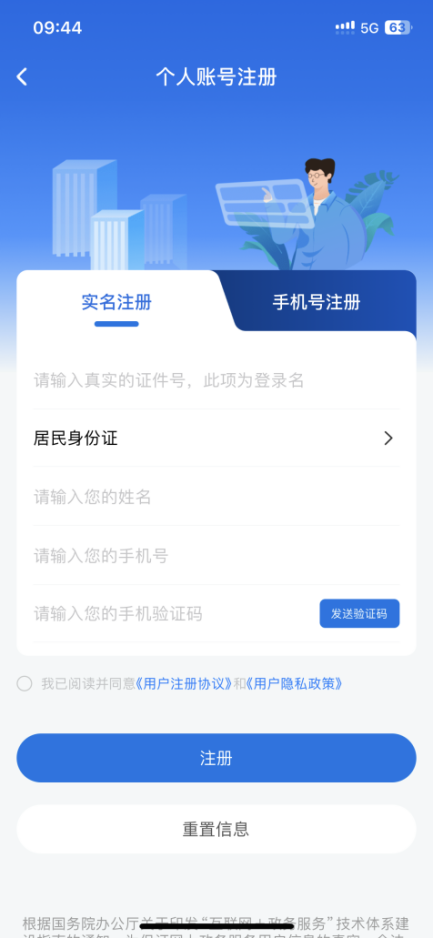 09:44
5G 63
个人账号注册
实名注册
手机号注册
请输入真实的证件号，此项为登录名
居民身份证
请输入您的姓名
请输入您的手机号
请输入您的手机验证码
发送验证码
我已阅读并同意《用户注册协议》和《用户隐私政策》
注册
重置信息
根据国务院办公厅关于印发“互联网+政务服务”技术体系建